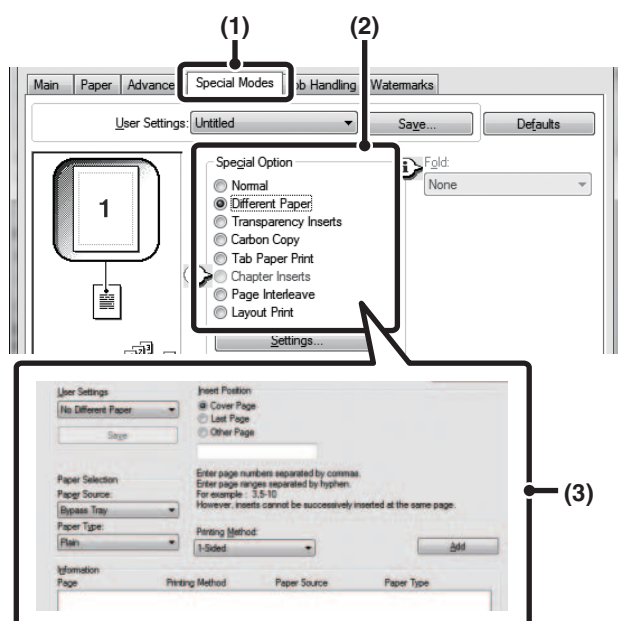 (1) (2)
Main Paper Advance Special Modes ob Handling Watermarks
User Settings: Untitled Save... Defaults
Special Option Fold:
Normal None
Different Paper
1
Transparency Inserts
Carbon Copy
Tab Paper Print
Chapter Inserts
Page Interleave
Layout Print
Settings...
User Settings Insert Position
No Different Paper Cover Page
Last Page
Save Other Page
Enter page numbers separated by commas.
Paper Selection Enter page ranges separated by hyphen.
Paper Source: For example : 3,5-10
Bypass Tray However, inserts cannot be successively inserted at the same page.
(3)
Paper Type: Printing Method:
Plain 1-Sided Add
Information
Page Printing Method Paper Source Paper Type